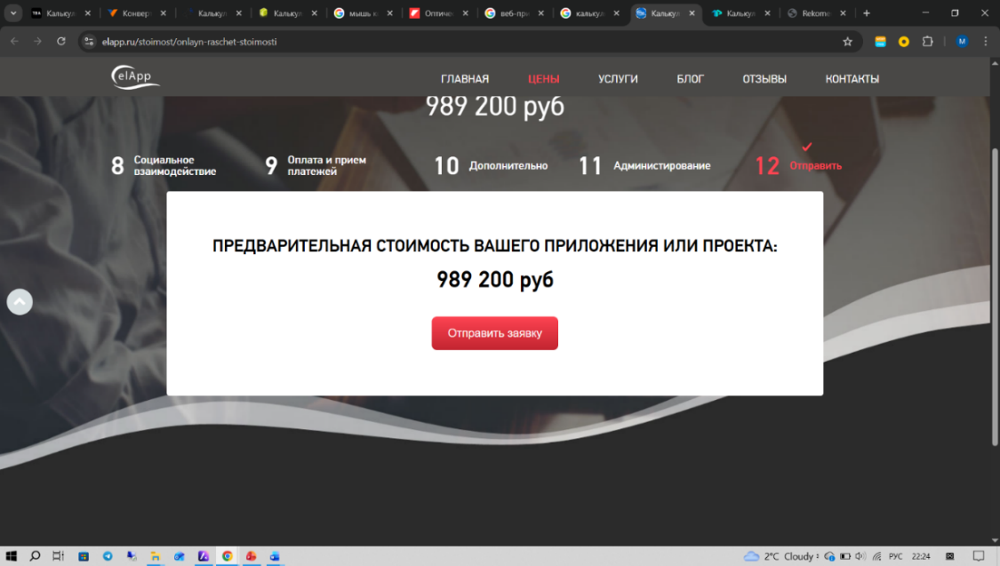 Калькул
Конвер
Калькул
Калькул
мышь к
Оптичес
веб-при
калькул
Калькул
Калькул
Rekome
elapp.ru/stoimost/onlayn-raschet-stoimosti
M
elApp
ГЛАВНАЯ
ЦЕНЫ
УСЛУГИ
БЛОГ
ОТЗЫВЫ
КОНТАКТЫ
989 200 руб
8 Социальное
взаимодействие
9 Оплата и прием
платежей
10 Дополнительно
11 Администирование
12 Отправить
ПРЕДВАРИТЕЛЬНАЯ СТОИМОСТЬ ВАШЕГО ПРИЛОЖЕНИЯ ИЛИ ПРОЕКТА:
989 200 руб
Отправить заявку
2°C Cloudy
РУС
22:24